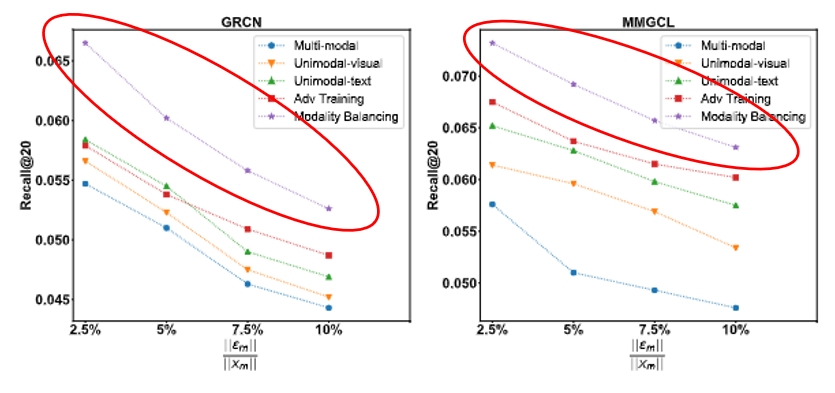 GRCN
Recall@20
0.065
0.060
0.055
0.050
0.045
Multi-modal
Unimodal-visual
Unimodal-text
Adv Training
Modality Balancing
2.5% 5% 7.5% 10%
||εm||
||xm||
MMGCL
Recall@20
0.070
0.065
0.060
0.055
0.050
Multi-modal
Unimodal-visual
Unimodal-text
Adv Training
Modality Balancing
2.5% 5% 7.5% 10%
||εm||
||xm||